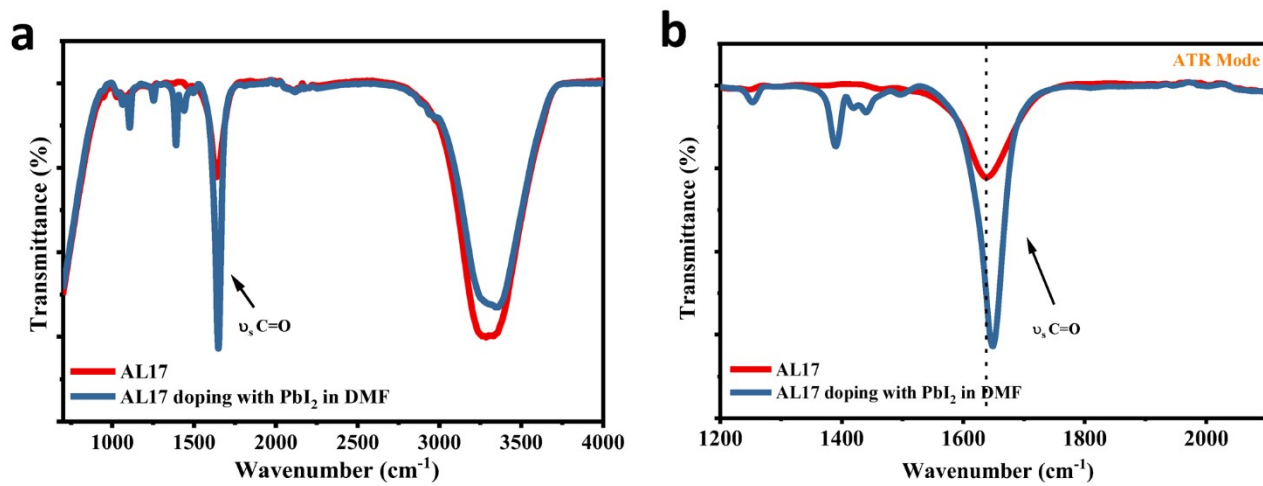 a
Transmittance (%)
υs C=O
AL17
AL17 doping with PbI2 in DMF
1000 1500 2000 2500 3000 3500 4000
Wavenumber (cm-1)
b
ATR Mode
Transmittance (%)
υs C=O
AL17
AL17 doping with PbI2 in DMF
1200 1400 1600 1800 2000
Wavenumber (cm-1)